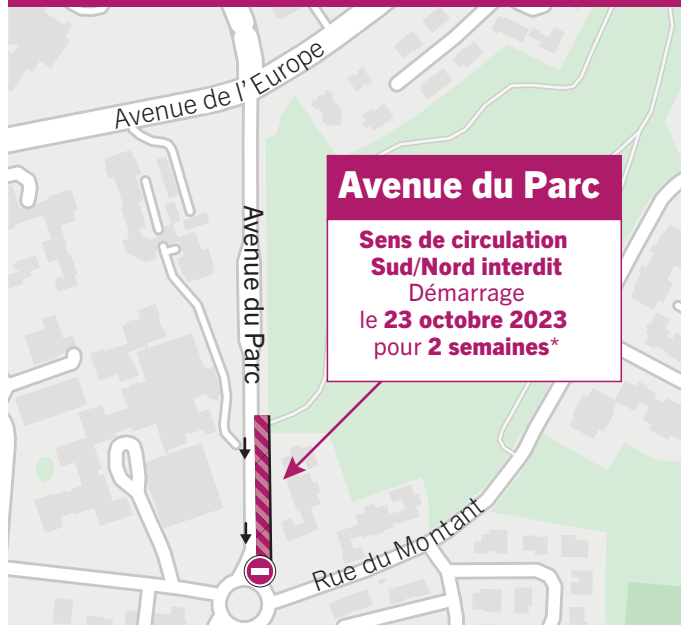 Avenue de l'Europe
Avenue du Parc
Avenue du Parc
Sens de circulation
Sud/Nord interdit
Démarrage
le 23 octobre 2023
pour 2 semaines*
Rue du Montant